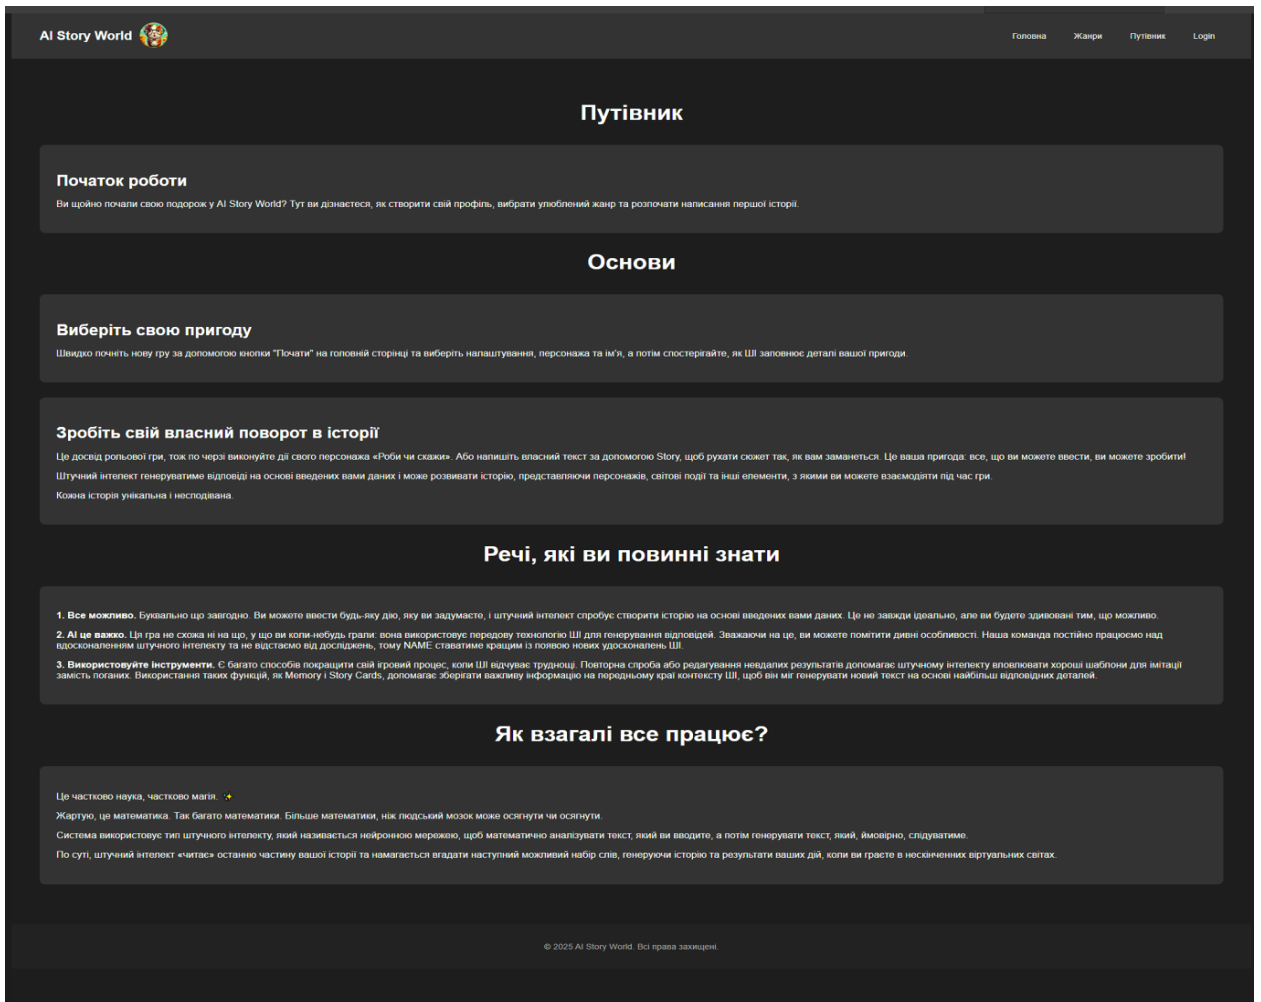 AI Story World
Головна Жанри Путівник Login
Путівник
Початок роботи
Ви щойно почали свою подорож у AI Story World? Тут ви дізнаєтеся, як створити свій профіль, вибрати улюблений жанр та розпочати написання першої історії.
Основи
Виберіть свою пригоду
Швидко почніть нову гру за допомогою кнопки "Почати" на головній сторінці та виберіть налаштування, персонажа та ім'я, а потім спостерігайте, як ШІ заповнює деталі вашої пригоди.
Зробіть свій власний поворот в історії
Це досвід рольової гри, тож по черзі виконуйте дії свого персонажа «Роби чи скажи». Або напишіть власний текст за допомогою Story, щоб рухати сюжет так, як вам заманеться. Це ваша пригода: все, що ви можете ввести, ви можете зробити!
Штучний інтелект генеруватиме відповіді на основі введених вами даних і може розвивати історію, представляючи персонажів, світові події та інші елементи, з якими ви можете взаємодіяти під час гри.
Кожна історія унікальна і несподівана.
Речі, які ви повинні знати
1. Все можливо. Буквально що завгодно. Ви можете ввести будь-яку дію, яку ви задумаєте, і штучний інтелект спробує створити історію на основі введених вами даних. Це не завжди ідеально, але ви будете здивовані тим, що можливо.
2. AI це важко. Ця гра не схожа ні на що, у що ви коли-небудь грали: вона використовує передову технологію ШІ для генерування відповідей. Зважаючи на це, ви можете помітити дивні особливості. Наша команда постійно працюємо над
вдосконаленням штучного інтелекту та не відстаємо від досліджень, тому NAME ставатиме кращим із появою нових удосконалень ШІ.
3. Використовуйте інструменти. Є багато способів покращити свій ігровий процес, коли ШІ відчуває труднощі. Повторна спроба або редагування невдалих результатів допомагає штучному інтелекту вловлювати хороші шаблони для імітації
замість поганих. Використання таких функцій, як Memory і Story Cards, допомагає зберігати важливу інформацію на передньому краї контексту ШІ, щоб він міг генерувати новий текст на основі найбільш відповідних деталей.
Як взагалі все працює?
Це частково наука, частково магія. ✨
Жартую, це математика. Так багато математики. Більше математики, ніж людський мозок може осягнути чи осягнути.
Система використовує тип штучного інтелекту, який називається нейронною мережею, щоб математично аналізувати текст, який ви вводите, а потім генерувати текст, який, ймовірно, слідуватиме.
По суті, штучний інтелект «читає» останню частину вашої історії та намагається вгадати наступний можливий набір слів, генеруючи історію та результати ваших дій, коли ви граєте в нескінченних віртуальних світах.
© 2025 AI Story World. Всі права захищені.